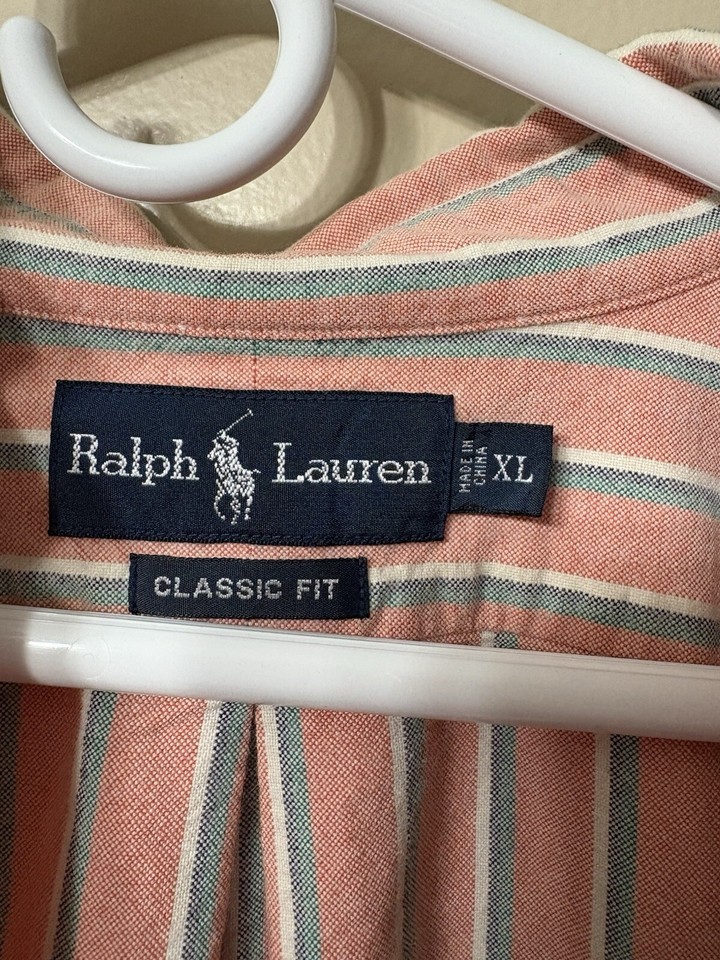 Ralph Lauren
MADE IN
CHINA
XL
CLASSIC FIT